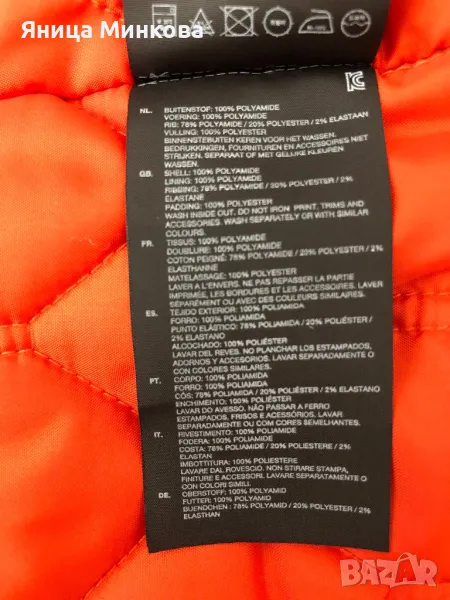 Яница Минкова
NL. BUITENSTOF: 100% POLYAMIDE
VOERING: 100% POLYAMIDE
RIB: 78% POLYAMIDE / 20% POLYESTER / 2% ELASTAAN
VULLING: 100% POLYESTER
BINNENSTEBUITEN KEREN VOOR HET WASSEN.
BEDRUKKINGEN, FOURNITUREN EN ACCESSOIRES NIET
STRIJKEN. SEPARAAT OF MET GELIJKE KLEUREN
WASSEN.
GB. SHELL: 100% POLYAMIDE
LINING: 100% POLYAMIDE
RIBBING: 78% POLYAMIDE / 20% POLYESTER / 2%
ELASTANE
PADDING: 100% POLYESTER
WASH INSIDE OUT. DO NOT IRON PRINT, TRIMS AND
ACCESSORIES. WASH SEPARATELY OR WITH SIMILAR
COLOURS.
FR. TISSUS: 100% POLYAMIDE
DOUBLURE: 100% POLYAMIDE
COTON PEIGNÉ: 78% POLYAMIDE / 20% POLYESTER / 2%
ELASTHANNE
MATELASSAGE: 100% POLYESTER
LAVER A L'ENVERS. NE PAS REPASSER LA PARTIE
IMPRIMÉE, LES BORDURES ET LES ACCESSOIRES. LAVER
SÉPARÉMENT OU AVEC DES COULEURS SIMILAIRES.
ES. TEJIDO EXTERIOR: 100% POLIAMIDA
FORRO: 100% POLIAMIDA
PUNTO ELÁSTICO: 78% POLIAMIDA / 20% POLIÉSTER /
2% ELASTANO
ALCOCHADO: 100% POLIÉSTER
LAVAR DEL REVES. NO PLANCHAR LOS ESTAMPADOS,
ADORNOS Y ACCESORIOS. LAVAR SEPARADAMENTE O
CON COLORES SIMILARES.
PT. CORPO: 100% POLIAMIDA
FORRO: 100% POLIAMIDA
CÓS: 78% POLIAMIDA / 20% POLIÉSTER / 2% ELASTANO
ENCHIMENTO: 100% POLIÉSTER
LAVAR DO AVESSO. NÃO PASSAR A FERRO
ESTAMPADOS, FRISOS E ACESSÓRIOS. LAVAR
SEPARADAMENTE OU COM CORES SEMELHANTES.
IT. RIVESTIMENTO: 100% POLIAMIDE
FODERA: 100% POLIAMIDE
COSTA: 78% POLIAMIDE / 20% POLIESTERE / 2%
ELASTAN
IMBOTTITURA: 100% POLIESTERE
LAVARE DAL ROVESCIO. NON STIRARE STAMPA,
FINITURE E ACCESSORI. LAVARE SEPARATAMENTE O
CON COLORI SIMILI.
DE. OBERSTOFF: 100% POLYAMID
FUTTER: 100% POLYAMID
BUENDCHEN: 78% POLYAMID / 20% POLYESTER / 2%
ELASTHAN
BAZAR